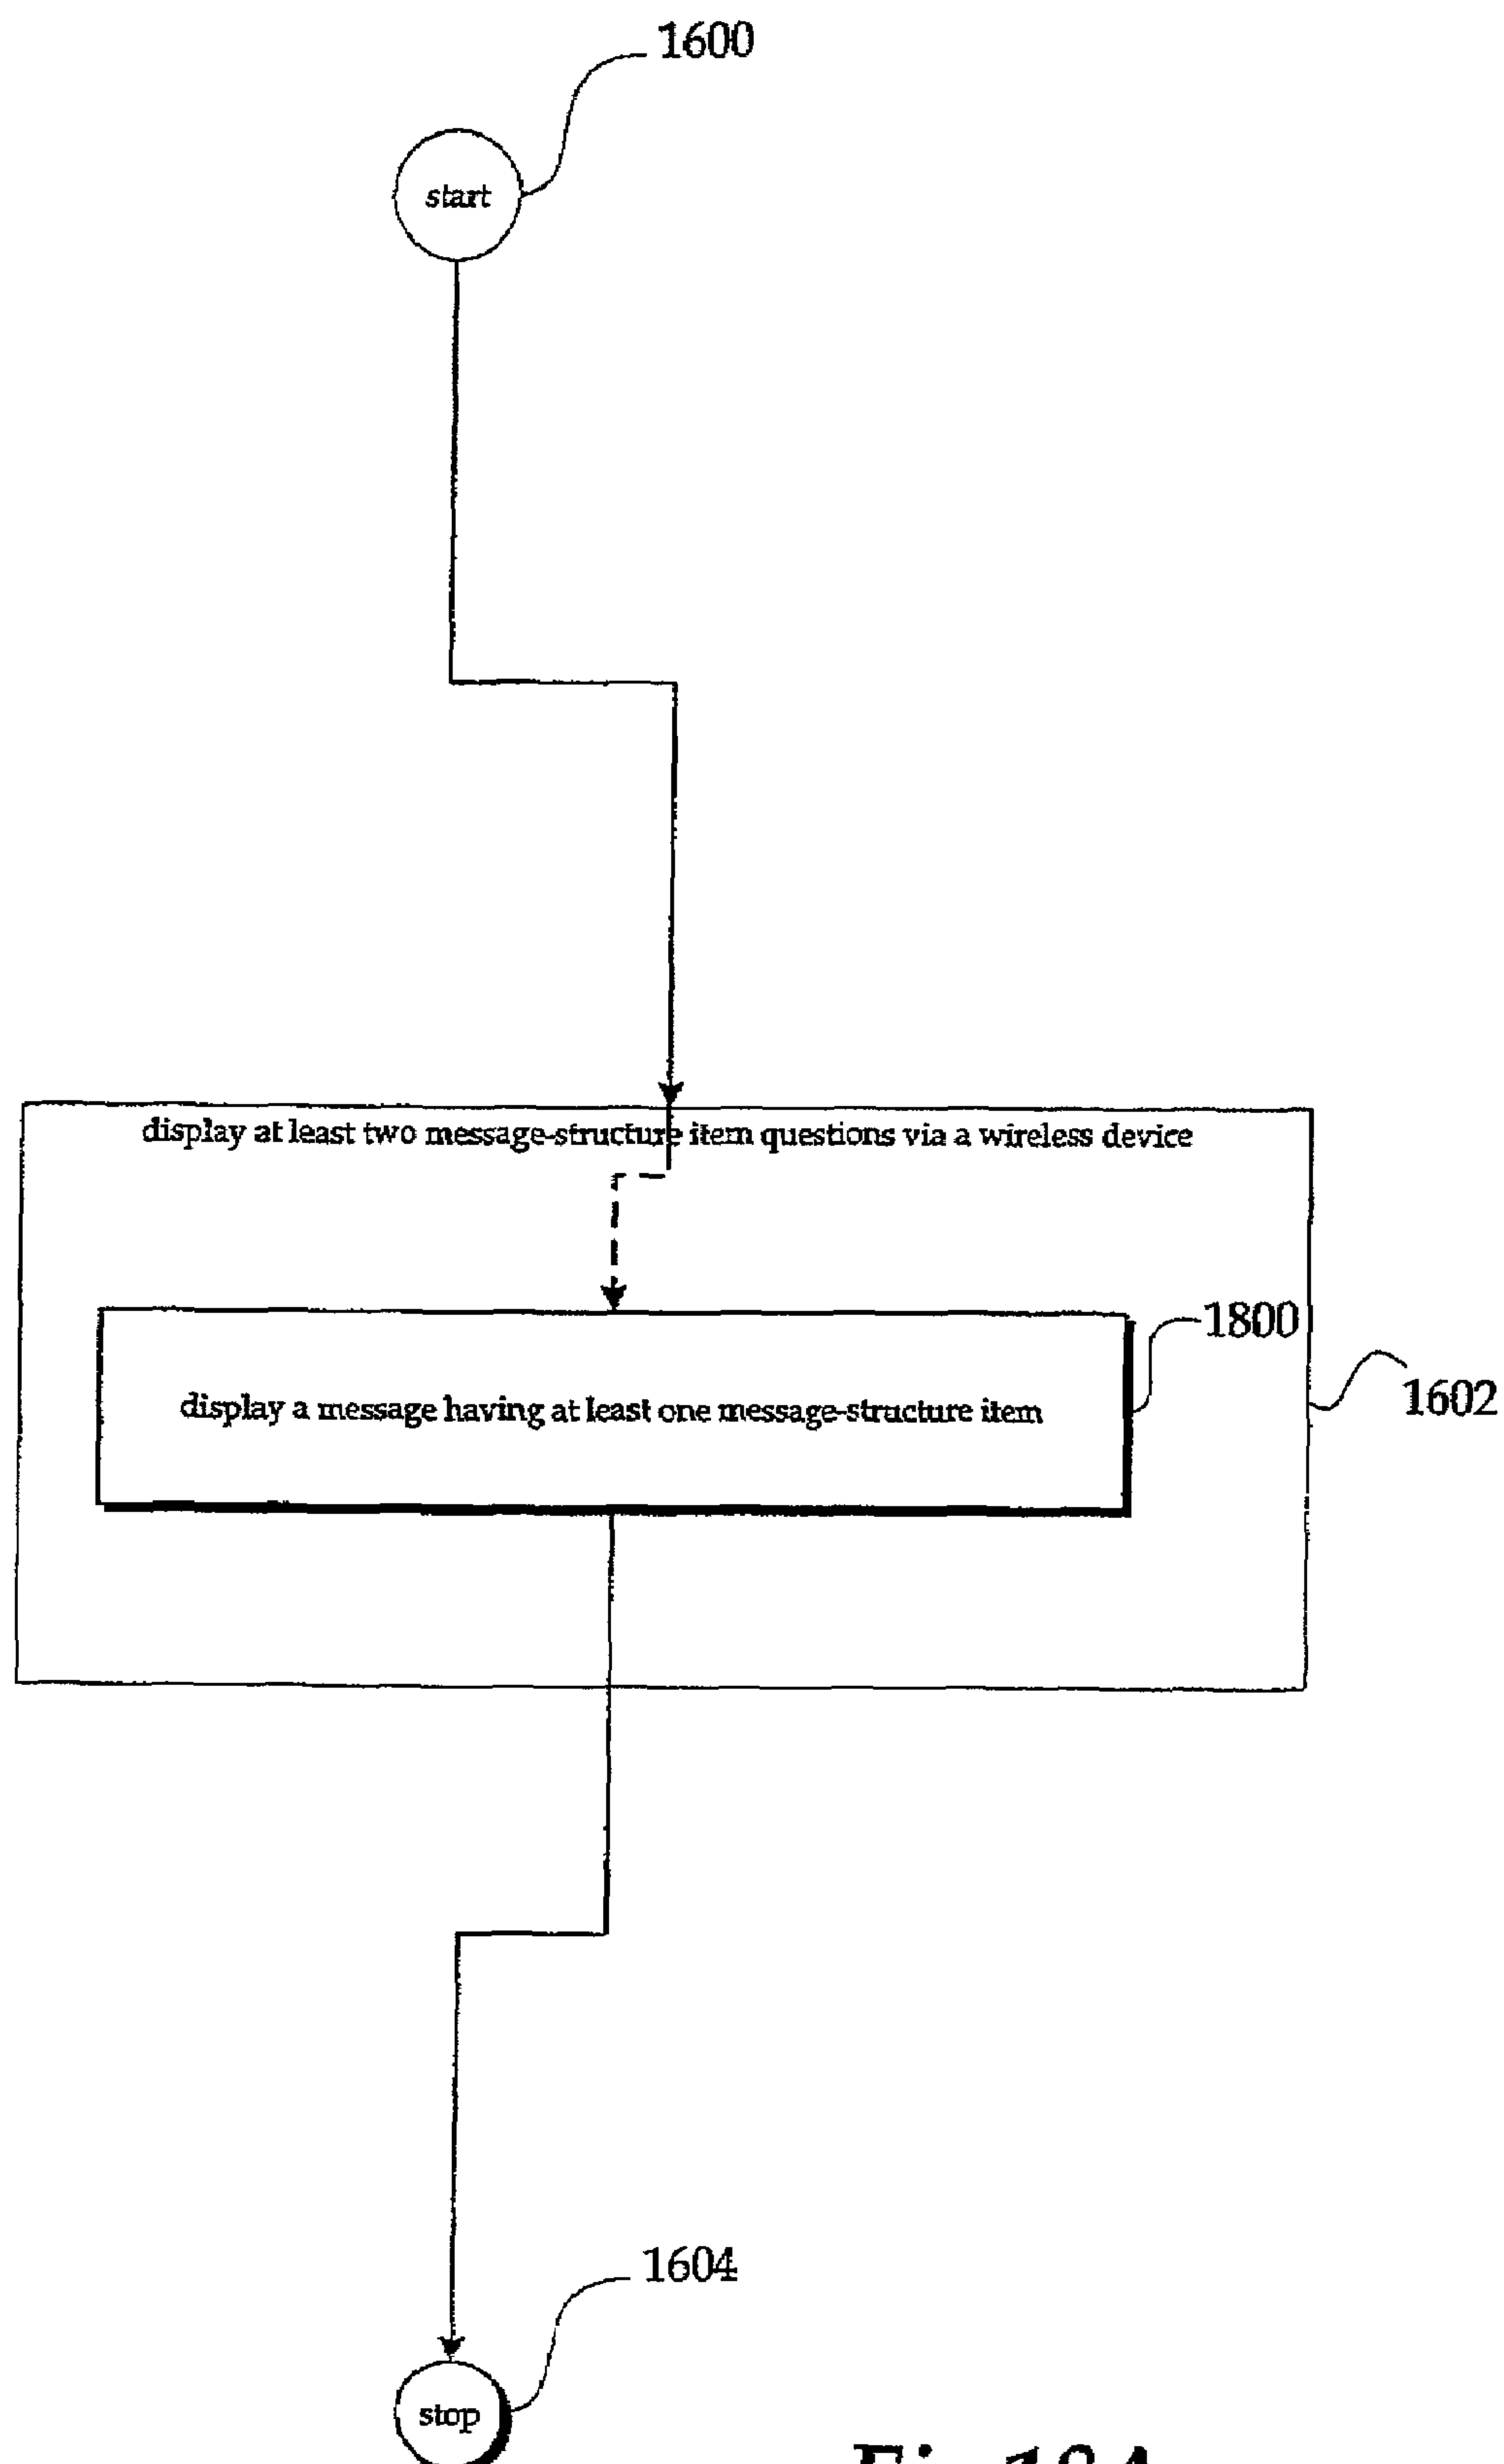 1600
start
display at least two message-structure item questions via a wireless device
1800
display a message having at least one message-structure item
1602
1604
stop